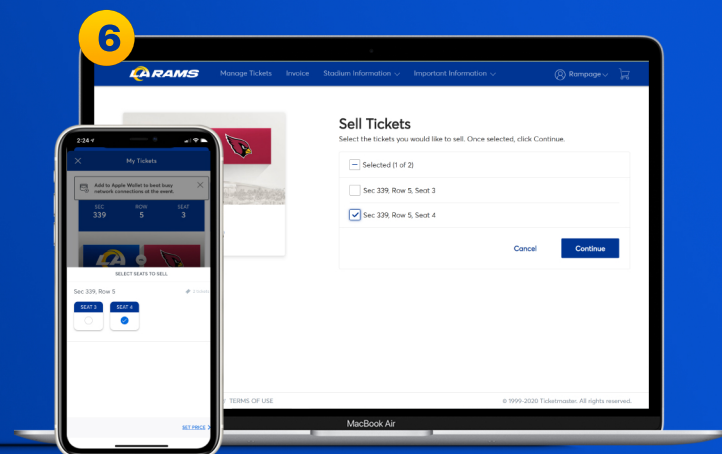 6
LA RAMS
Manage Tickets Invoice Stadium Information Important Information Rampage
Sell Tickets
Select the tickets you would like to sell. Once selected, click Continue.
Selected (1 of 2)
Sec 339, Row 5, Seat 3
Sec 339, Row 5, Seat 4
Cancel Continue
TERMS OF USE
© 1999-2020 Ticketmaster. All rights reserved.
MacBook Air
2:24
My Tickets
Add to Apple Wallet to beat busy
network connections at the event.
SEC ROW SEAT
339 5 3
SELECT SEATS TO SELL
Sec 339, Row 5
SEAT 3 SEAT 4
SET PRICE